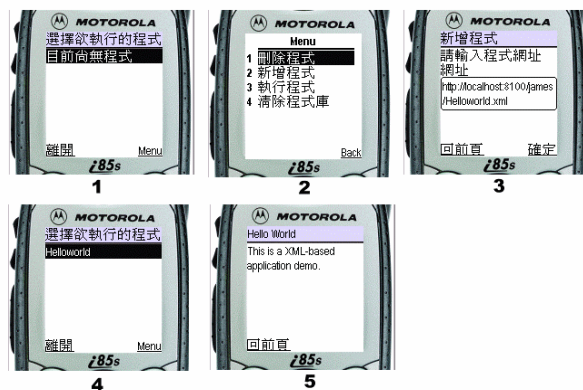 MOTOROLA
選擇欲執行的程式
目前尚無程式
離開 Menu
i85s
1
MOTOROLA
Menu
1 刪除程式
2 新增程式
3 執行程式
4 清除程式庫
Back
i85s
2
MOTOROLA
新增程式
請輸入程式網址
網址
http://localhost:8100/james
/Helloworld.xml
回前頁 確定
i85s
3
MOTOROLA
選擇欲執行的程式
Helloworld
離開 Menu
i85s
4
MOTOROLA
Hello World
This is a XML-based
application demo.
回前頁
i85s
5